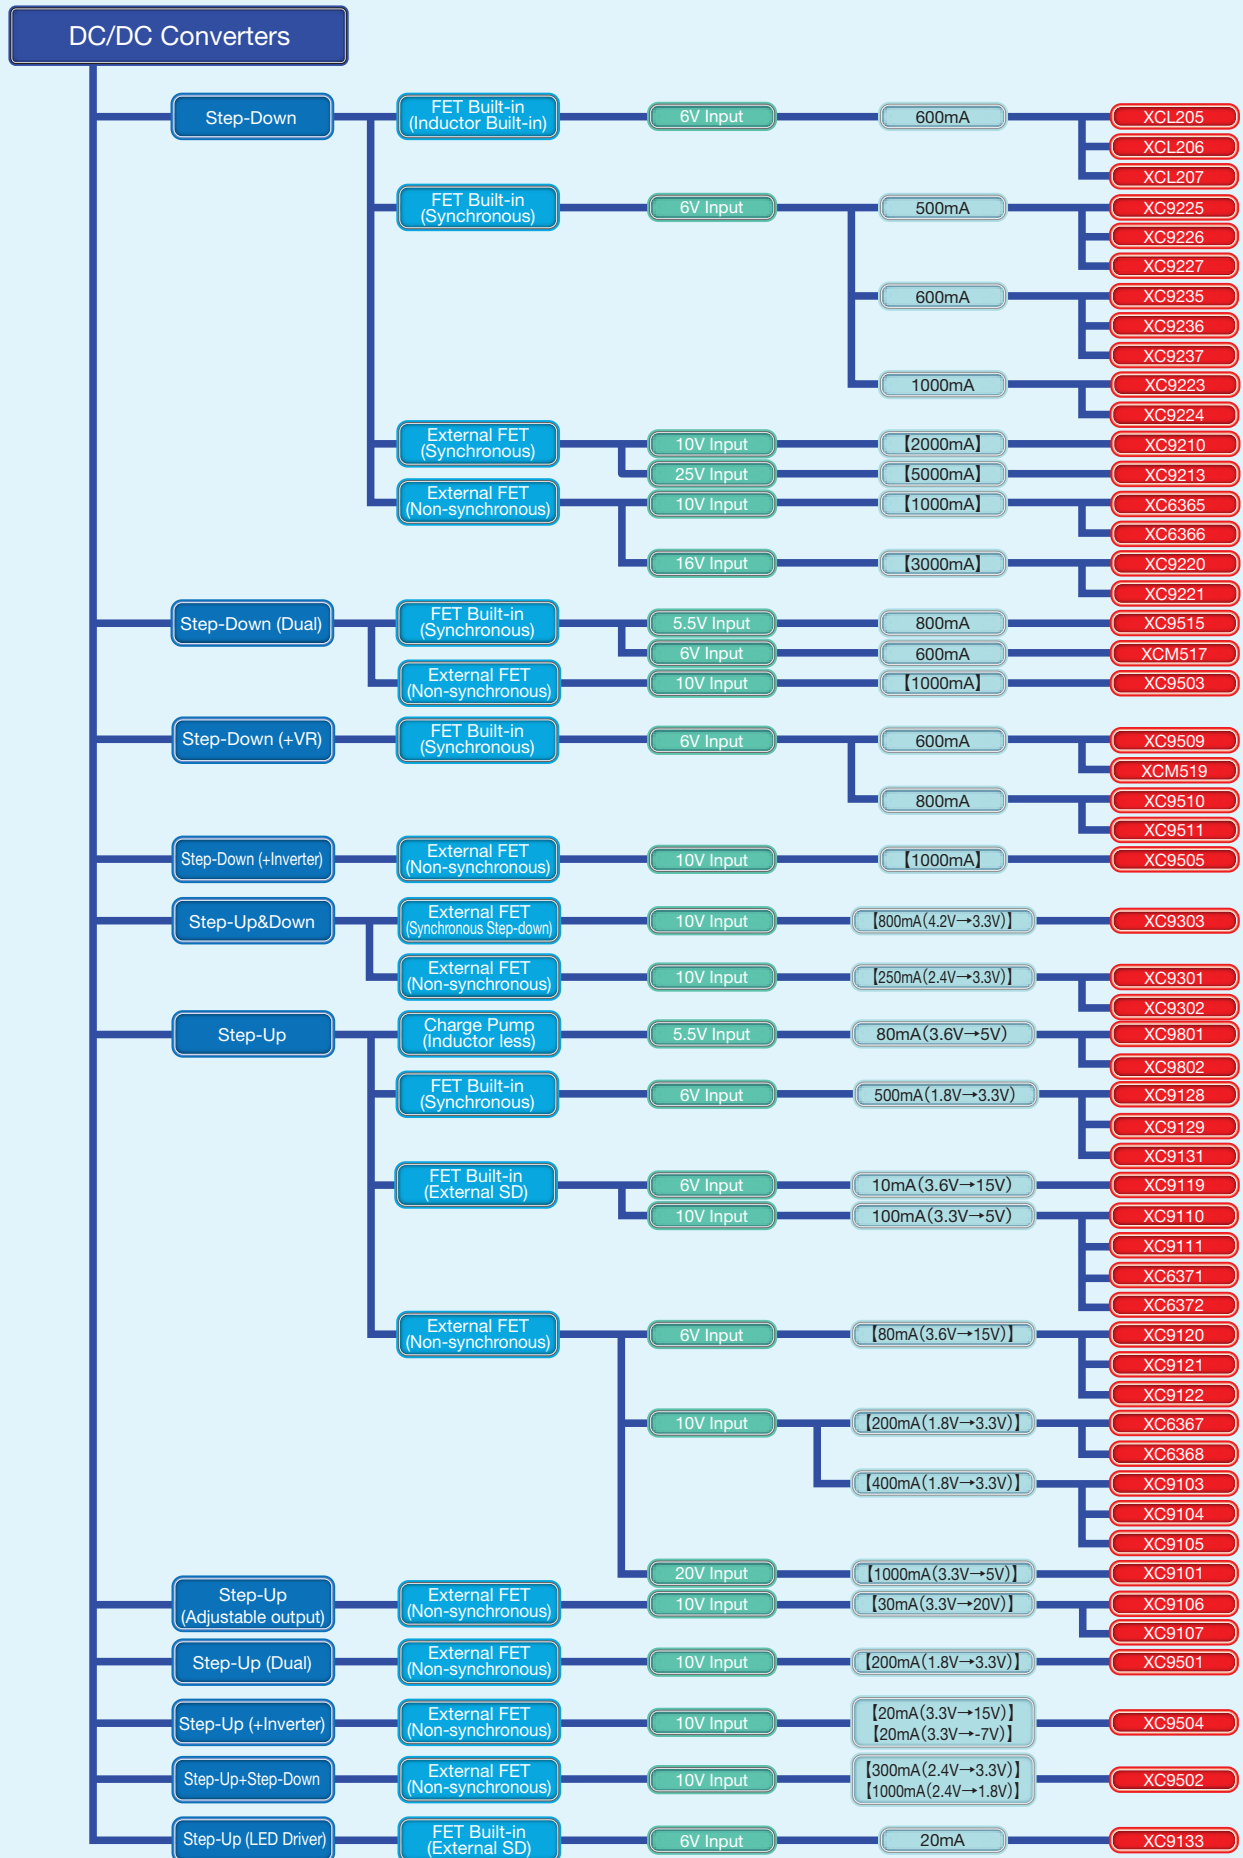 DC/DC Converters
Step-Down
FET Built-in
(Inductor Built-in)
6V Input
600mA
XCL205
XCL206
XCL207
FET Built-in
(Synchronous)
6V Input
500mA
XC9225
XC9226
XC9227
600mA
XC9235
XC9236
XC9237
1000mA
XC9223
XC9224
External FET
(Synchronous)
10V Input
【2000mA】
XC9210
25V Input
【5000mA】
XC9213
External FET
(Non-synchronous)
10V Input
【1000mA】
XC6365
XC6366
16V Input
【3000mA】
XC9220
XC9221
Step-Down (Dual)
FET Built-in
(Synchronous)
5.5V Input
800mA
XC9515
6V Input
600mA
XCM517
External FET
(Non-synchronous)
10V Input
【1000mA】
XC9503
Step-Down (+VR)
FET Built-in
(Synchronous)
6V Input
600mA
XC9509
XCM519
800mA
XC9510
XC9511
Step-Down (+Inverter)
External FET
(Non-synchronous)
10V Input
【1000mA】
XC9505
Step-Up&Down
External FET
(Synchronous Step-down)
10V Input
【800mA(4.2V→3.3V)】
XC9303
External FET
(Non-synchronous)
10V Input
【250mA(2.4V→3.3V)】
XC9301
XC9302
Step-Up
Charge Pump
(Inductor less)
5.5V Input
80mA(3.6V→5V)
XC9801
XC9802
FET Built-in
(Synchronous)
6V Input
500mA(1.8V→3.3V)
XC9128
XC9129
XC9131
FET Built-in
(External SD)
6V Input
10mA(3.6V→15V)
XC9119
10V Input
100mA(3.3V→5V)
XC9110
XC9111
XC6371
XC6372
External FET
(Non-synchronous)
6V Input
【80mA(3.6V→15V)】
XC9120
XC9121
XC9122
10V Input
【200mA(1.8V→3.3V)】
XC6367
XC6368
【400mA(1.8V→3.3V)】
XC9103
XC9104
XC9105
20V Input
【1000mA(3.3V→5V)】
XC9101
Step-Up
(Adjustable output)
External FET
(Non-synchronous)
10V Input
【30mA(3.3V→20V)】
XC9106
XC9107
Step-Up (Dual)
External FET
(Non-synchronous)
10V Input
【200mA(1.8V→3.3V)】
XC9501
Step-Up (+Inverter)
External FET
(Non-synchronous)
10V Input
【20mA(3.3V→15V)】
【20mA(3.3V→-7V)】
XC9504
Step-Up+Step-Down
External FET
(Non-synchronous)
10V Input
【300mA(2.4V→3.3V)】
【1000mA(2.4V→1.8V)】
XC9502
Step-Up (LED Driver)
FET Built-in
(External SD)
6V Input
20mA
XC9133